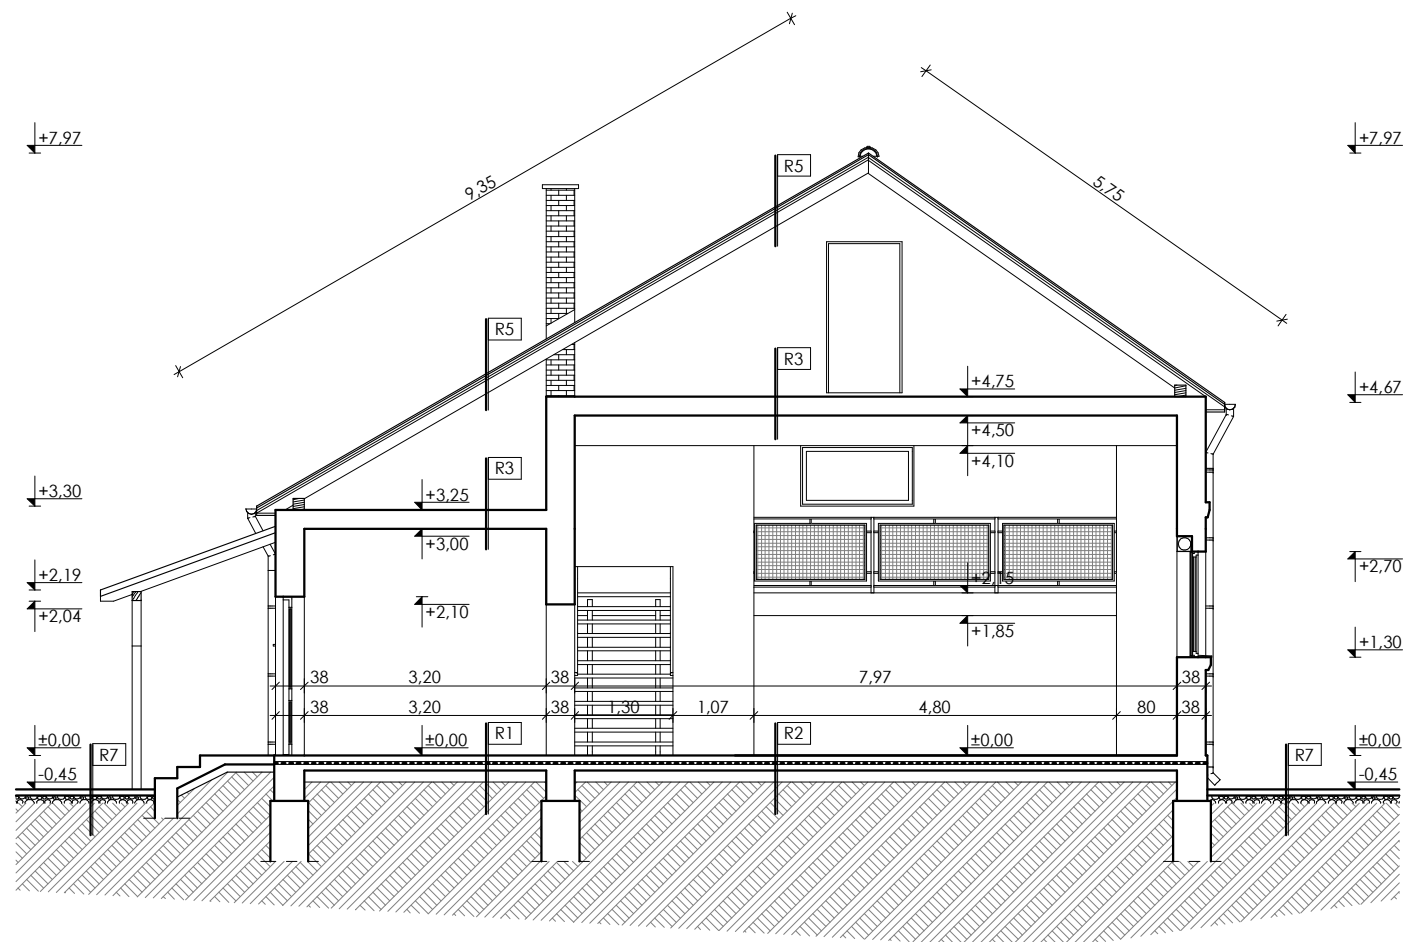 +7,97
+7,97
R5
9,35
5,75
R5
R3
+4,75
+4,67
+4,50
+4,10
R3
+3,30
+3,25
+3,00
+2,19
+2,15
+2,70
+2,04
+2,10
+1,85
+1,30
38 3,20 38 7,97 38
38 3,20 38 1,30 1,07 4,80 80 38
±0,00
±0,00
R1
R2
±0,00
±0,00
R7
R7
-0,45
-0,45